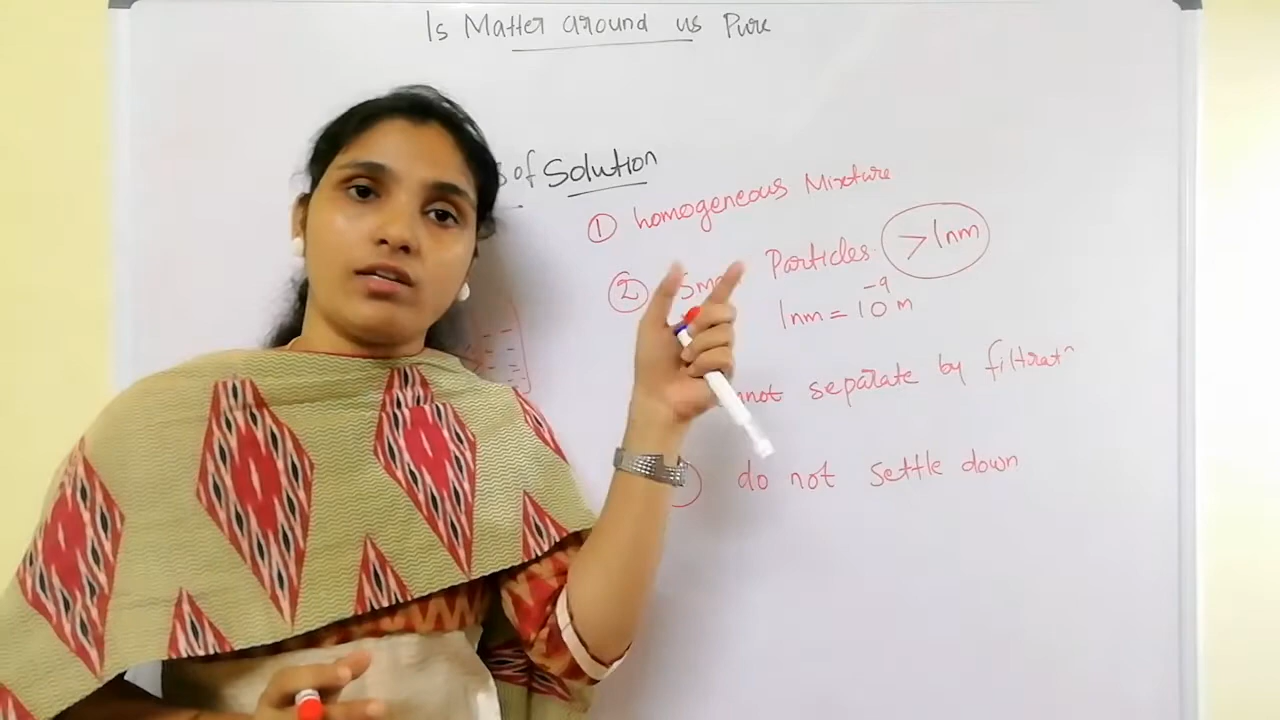 Is Matter around us Pure
of Solution
① homogeneous Mixture
② Particles > 1nm
1nm = 10⁻⁹ m
separate by filtratⁿ
do not settle down